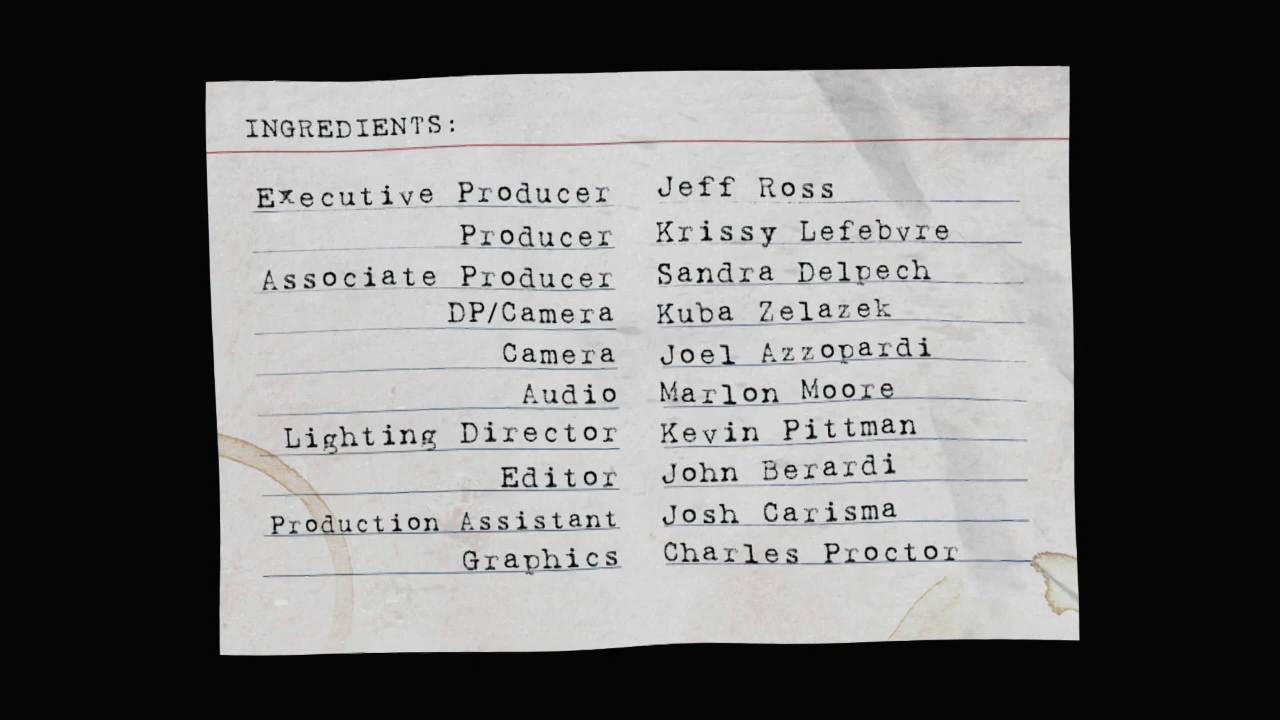 INGREDIENTS:
Executive Producer Jeff Ross
Producer Krissy Lefebvre
Associate Producer Sandra Delpech
DP/Camera Kuba Zelazek
Camera Joel Azzopardi
Audio Marlon Moore
Lighting Director Kevin Pittman
Editor John Berardi
Production Assistant Josh Carisma
Graphics Charles Proctor